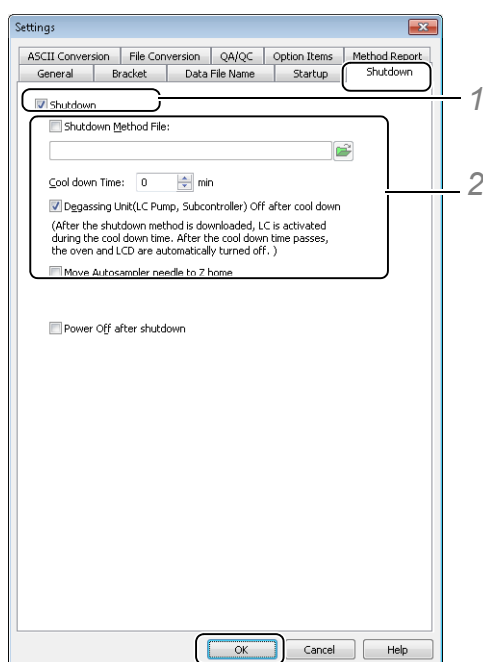 Settings
ASCII Conversion File Conversion QA/QC Option Items Method Report
General Bracket Data File Name Startup Shutdown
Shutdown 1
Shutdown Method File:
2
Cool down Time: 0 min
Degassing Unit(LC Pump, Subcontroller) Off after cool down
(After the shutdown method is downloaded, LC is activated
during the cool down time. After the cool down time passes,
the oven and LCD are automatically turned off. )
Move Autosampler needle to Z home
Power Off after shutdown
OK Cancel Help